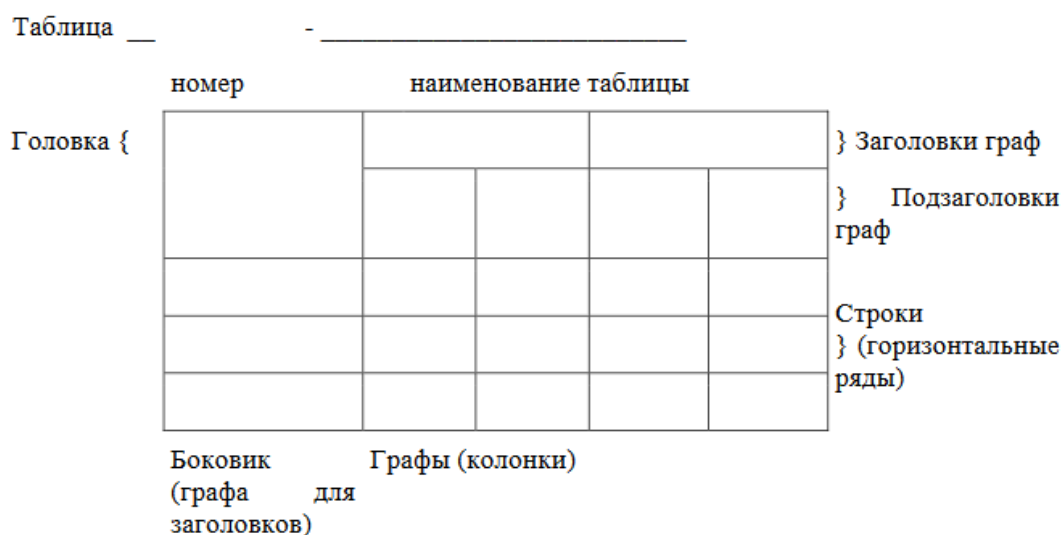 Таблица __ - __________________________
номер наименование таблицы
Головка { } Заголовки граф
} Подзаголовки
граф
Строки
} (горизонтальные
ряды)
Боковик Графы (колонки)
(графа для
заголовков)